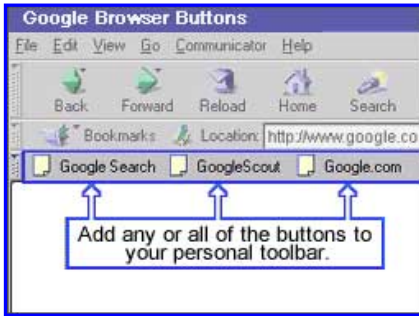 Google Browser Buttons
File Edit View Go Communicator Help
Back Forward Reload Home Search
Bookmarks Location: http://www.google.co
Google Search GoogleScout Google.com
Add any or all of the buttons to
your personal toolbar.